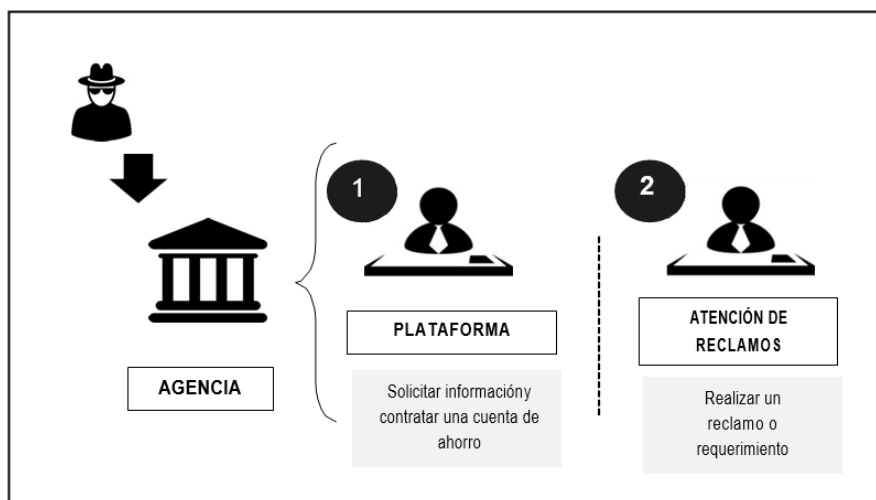 1
2
PLATAFORMA
ATENCIÓN DE
RECLAMOS
AGENCIA
Solicitar informacióny
contratar una cuenta de
ahorro
Realizar un
reclamo o
requerimiento